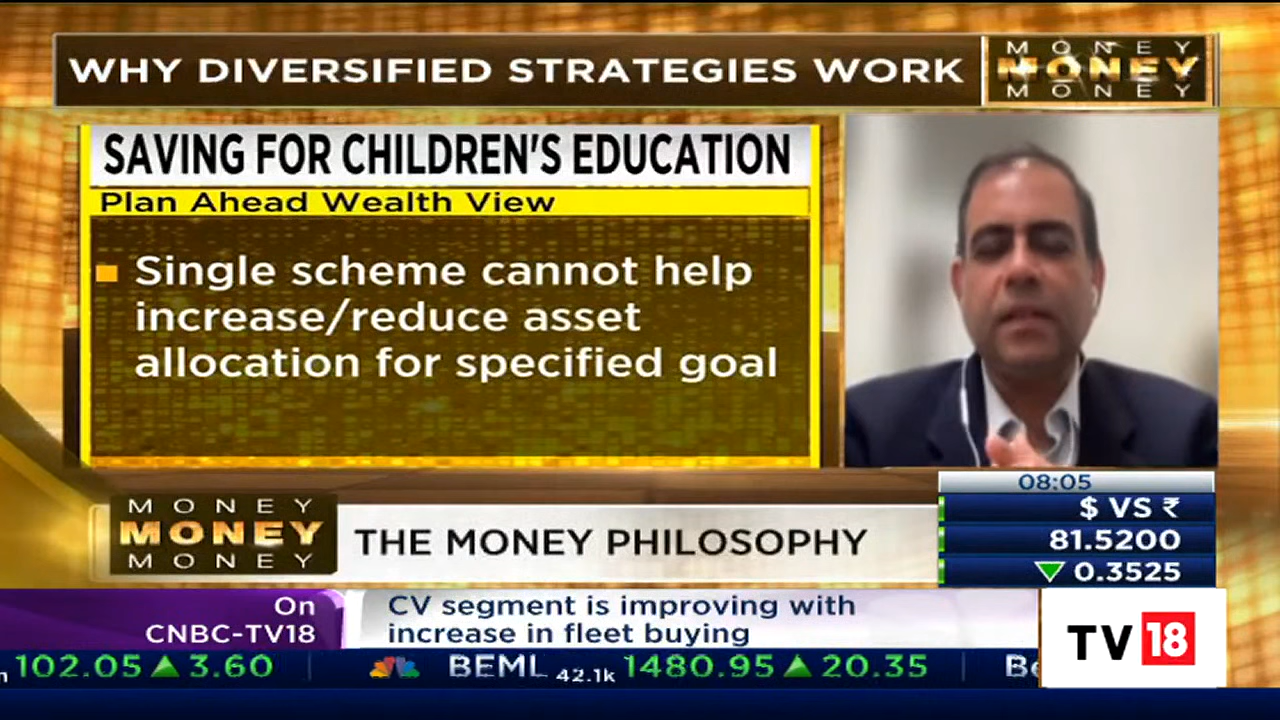 WHY DIVERSIFIED STRATEGIES WORK
MONEY
MONEY
MONEY
SAVING FOR CHILDREN'S EDUCATION
Plan Ahead Wealth View
Single scheme cannot help
increase/reduce asset
allocation for specified goal
08:05
$ VS ₹
81.5200
▼ 0.3525
MONEY
MONEY
MONEY
THE MONEY PHILOSOPHY
On
CNBC-TV18
CV segment is improving with
increase in fleet buying
TV18
102.05 ▲ 3.60 BEML 42.1k 1480.95 ▲ 20.35